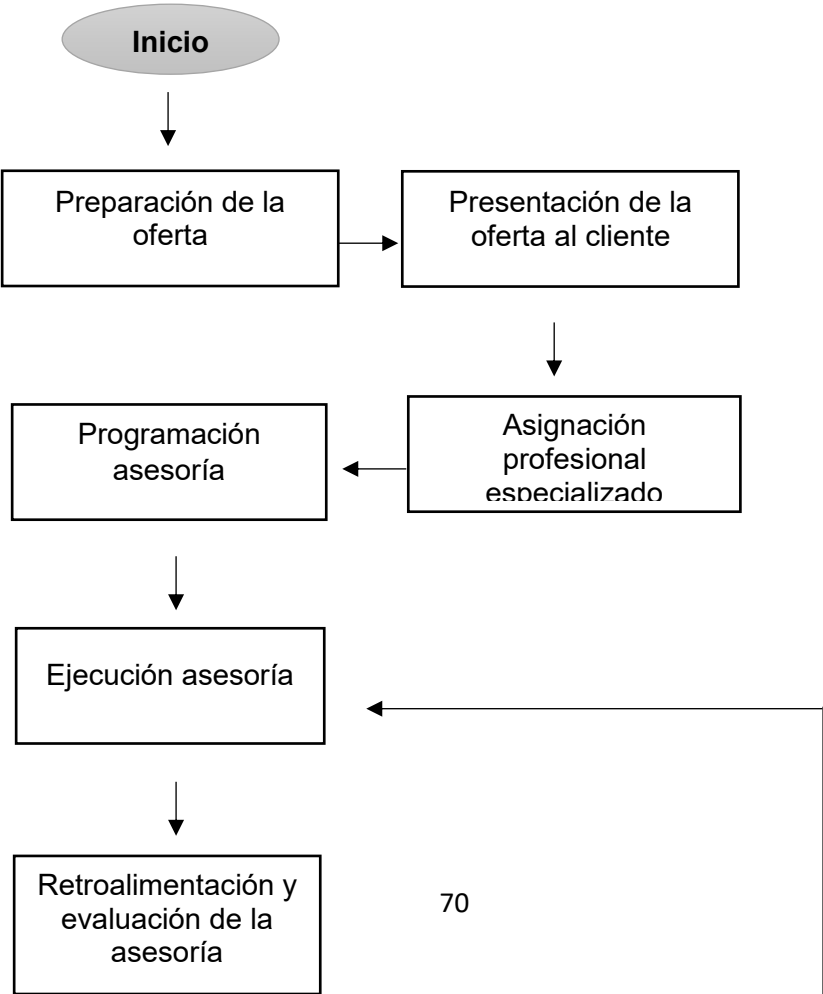 Inicio
Preparación de la
oferta
Presentación de la
oferta al cliente
Asignación
profesional
especializado
Programación
asesoría
Ejecución asesoría
Retroalimentación y
evaluación de la
asesoría
70